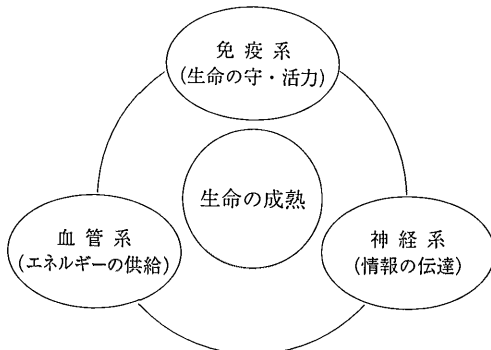 免疫系
(生命の守・活力)
生命の成熟
血管系
(エネルギーの供給)
神経系
(情報の伝達)